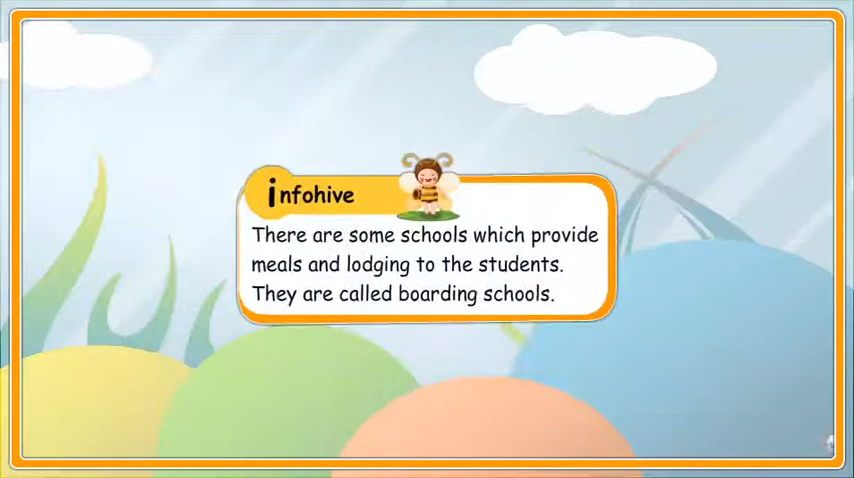 infohive
There are some schools which provide
meals and lodging to the students.
They are called boarding schools.